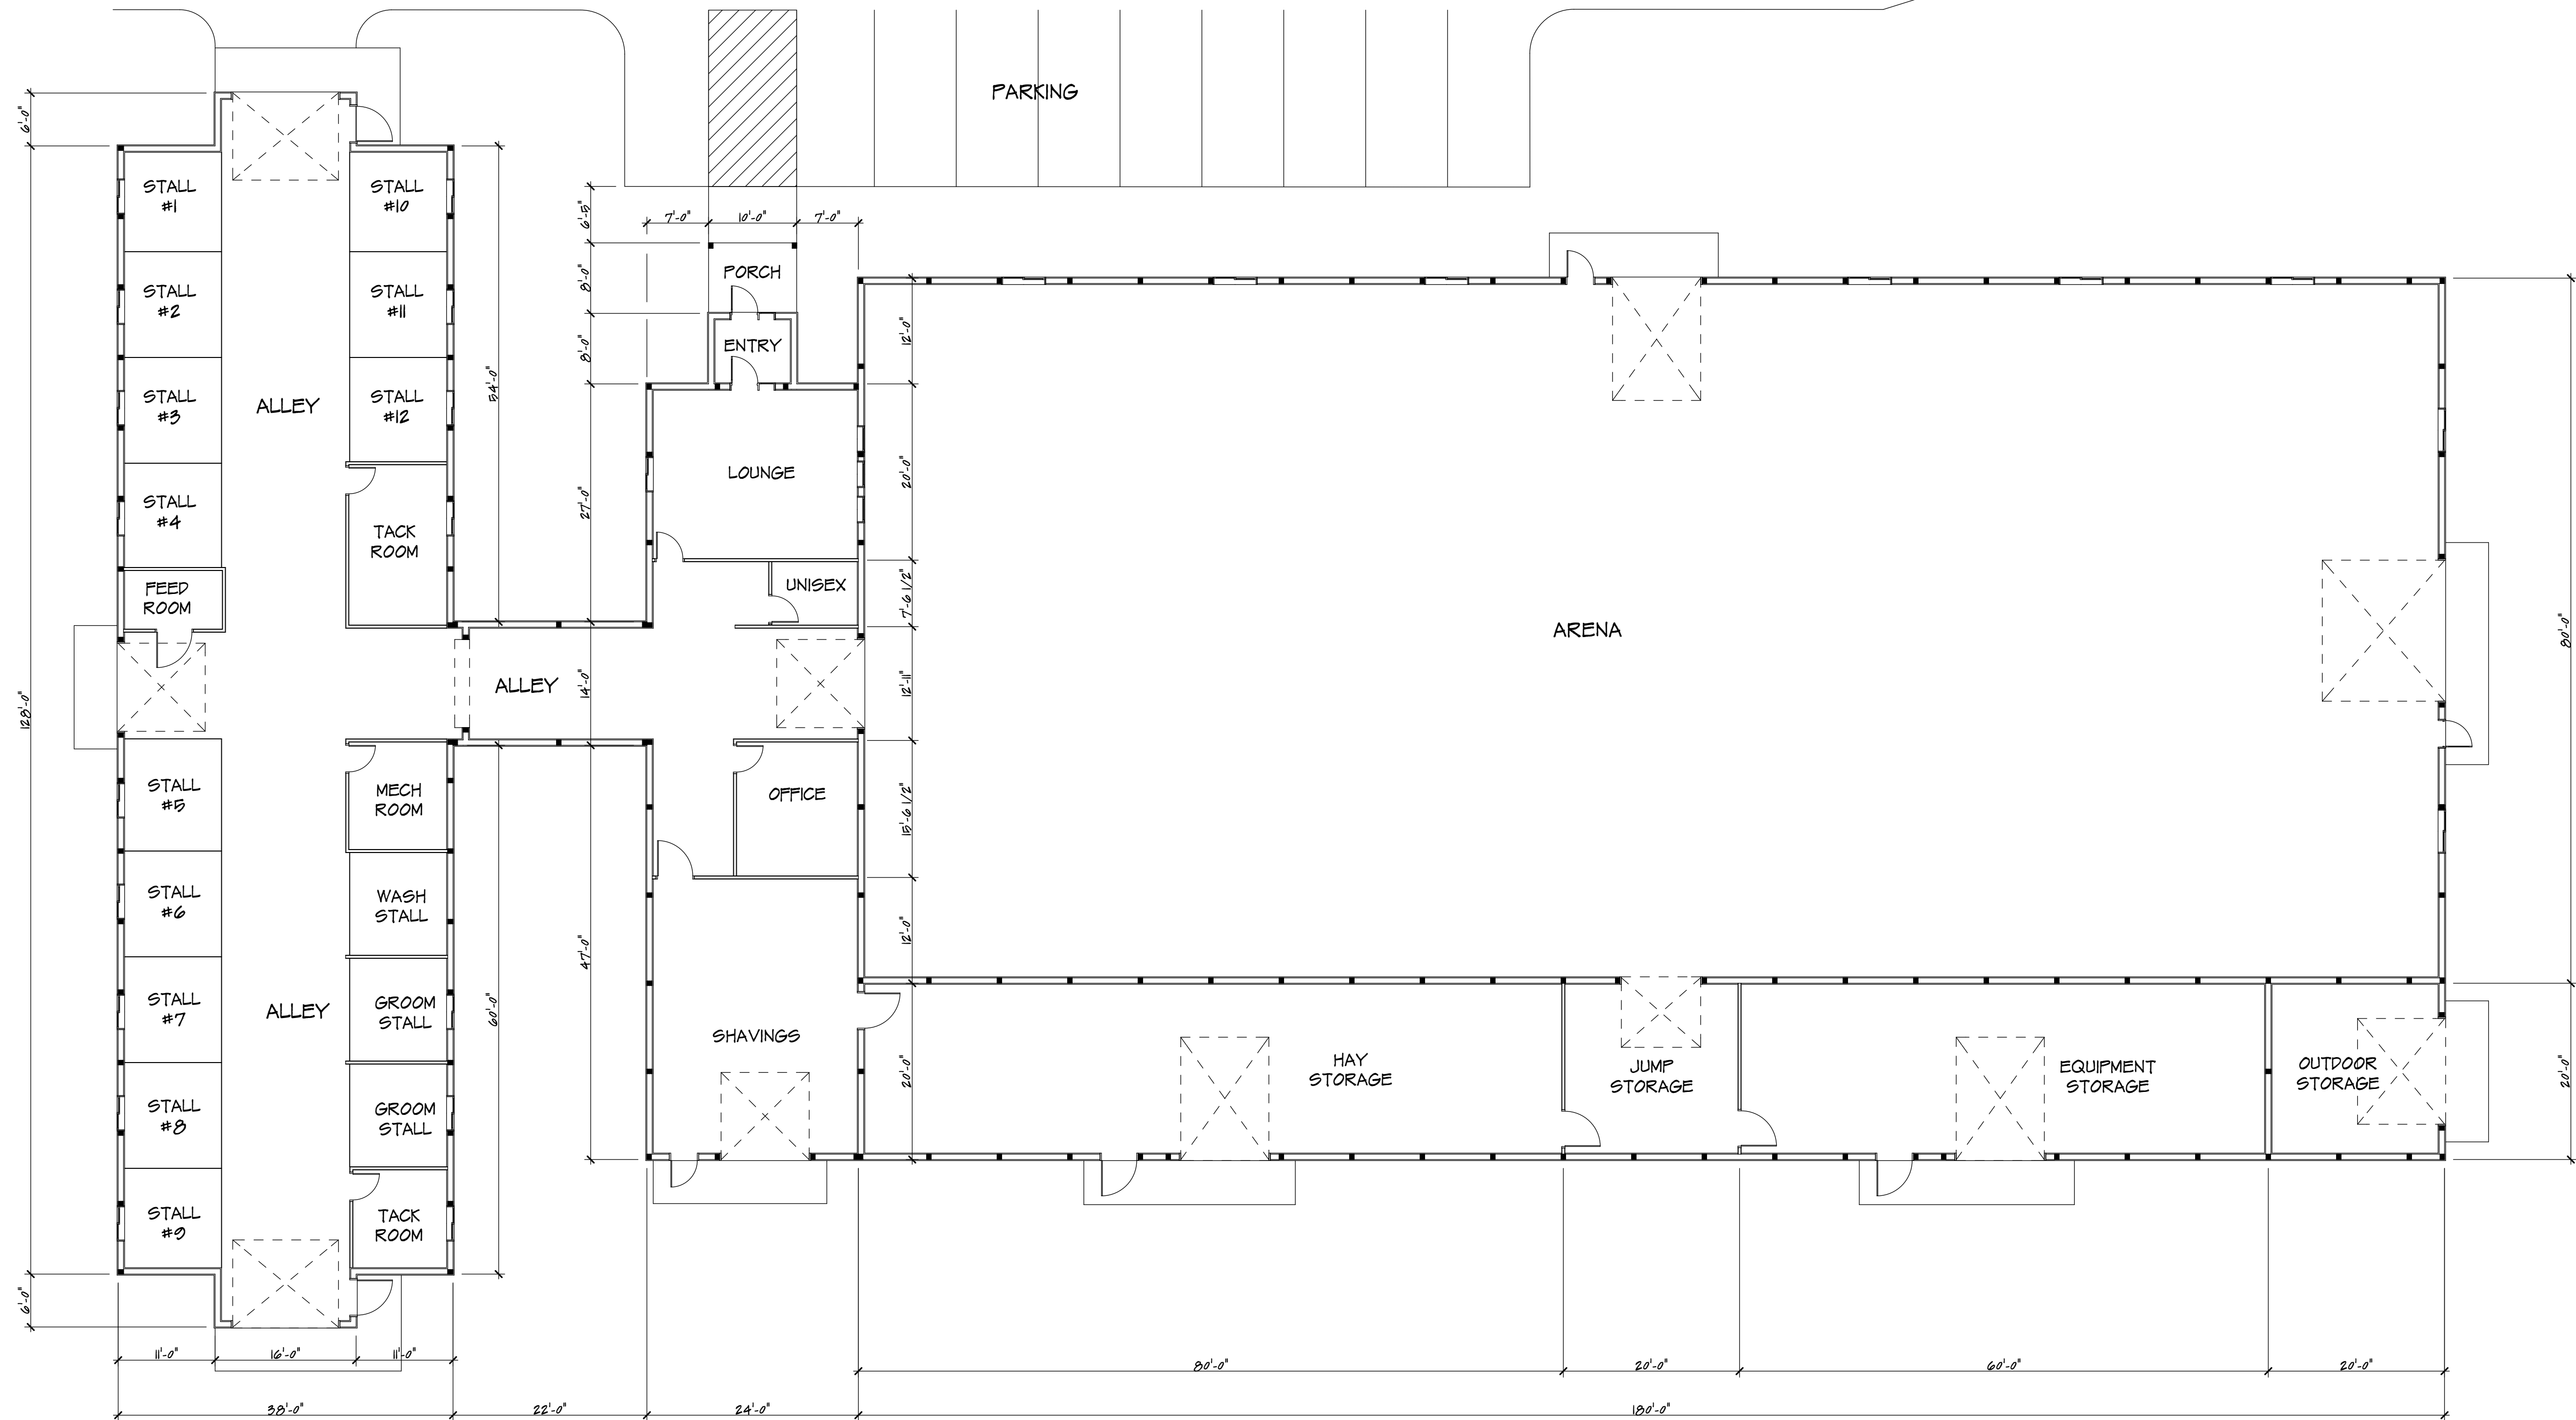 PARKING
6'-0"
STALL
#1
STALL
#10
6'-5"
7'-0"
10'-0"
7'-0"
PORCH
8'-0"
STALL
#2
STALL
#11
ENTRY
8'-0"
12'-0"
54'-0"
STALL
#3
ALLEY
STALL
#12
LOUNGE
20'-0"
27'-0"
STALL
#4
TACK
ROOM
FEED
ROOM
UNISEX
7'-6 1/2"
ARENA
80'-0"
128'-0"
ALLEY
14'-0"
12'-11"
STALL
#5
MECH
ROOM
OFFICE
15'-6 1/2"
STALL
#6
WASH
STALL
47'-0"
12'-0"
STALL
#7
ALLEY
GROOM
STALL
60'-0"
SHAVINGS
20'-0"
HAY
STORAGE
JUMP
STORAGE
EQUIPMENT
STORAGE
OUTDOOR
STORAGE
20'-0"
STALL
#8
GROOM
STALL
STALL
#9
TACK
ROOM
6'-0"
11'-0"
16'-0"
11'-0"
80'-0"
20'-0"
60'-0"
20'-0"
38'-0"
22'-0"
24'-0"
180'-0"